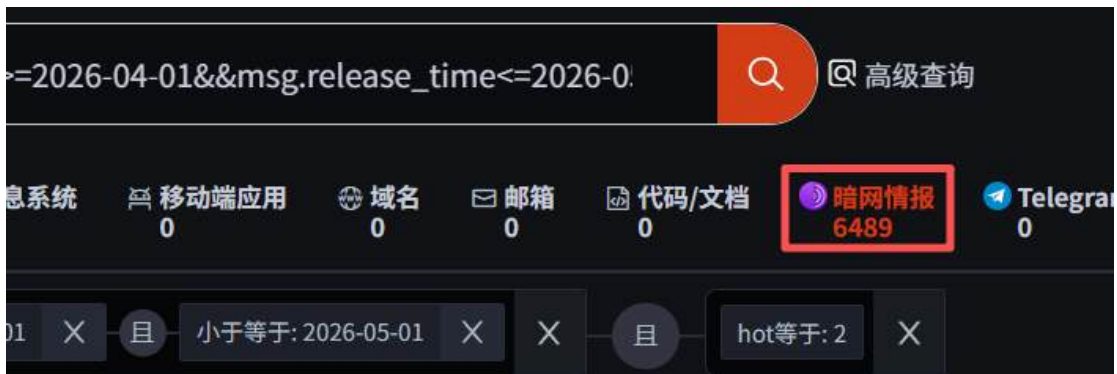 >=2026-04-01&&msg.release_time<=2026-0
高级查询
息系统 移动端应用 域名 邮箱 代码/文档 暗网情报 Telegram
0 0 0 0 6489 0
01 X 且 小于等于: 2026-05-01 X X 且 hot等于: 2 X